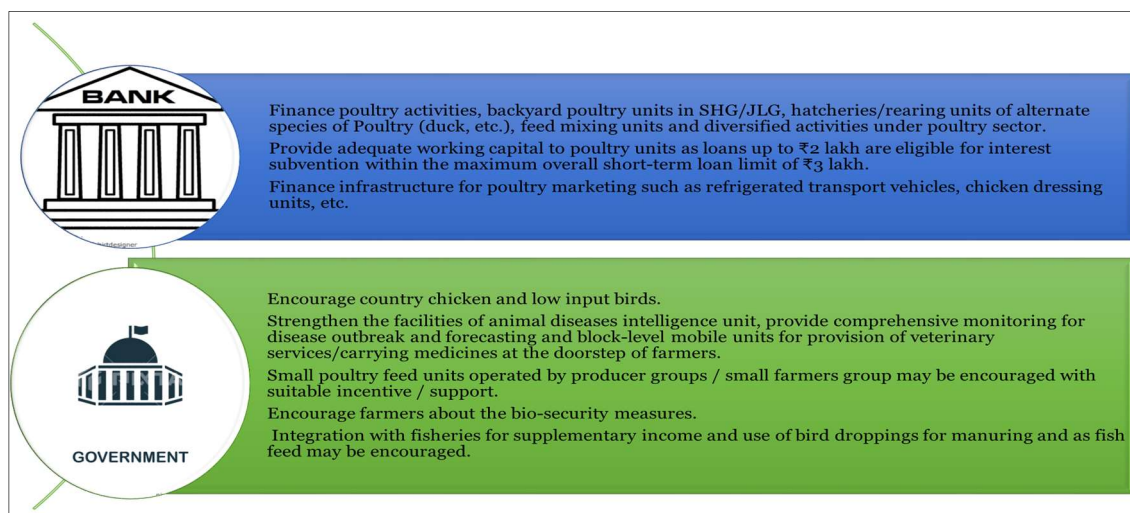 BANK
Finance poultry activities, backyard poultry units in SHG/JLG, hatcheries/rearing units of alternate
species of Poultry (duck, etc.), feed mixing units and diversified activities under poultry sector.
Provide adequate working capital to poultry units as loans up to ₹2 lakh are eligible for interest
subvention within the maximum overall short-term loan limit of ₹3 lakh.
Finance infrastructure for poultry marketing such as refrigerated transport vehicles, chicken dressing
units, etc.
GOVERNMENT
Encourage country chicken and low input birds.
Strengthen the facilities of animal diseases intelligence unit, provide comprehensive monitoring for
disease outbreak and forecasting and block-level mobile units for provision of veterinary
services/carrying medicines at the doorstep of farmers.
Small poultry feed units operated by producer groups / small farmers group may be encouraged with
suitable incentive / support.
Encourage farmers about the bio-security measures.
Integration with fisheries for supplementary income and use of bird droppings for manuring and as fish
feed may be encouraged.